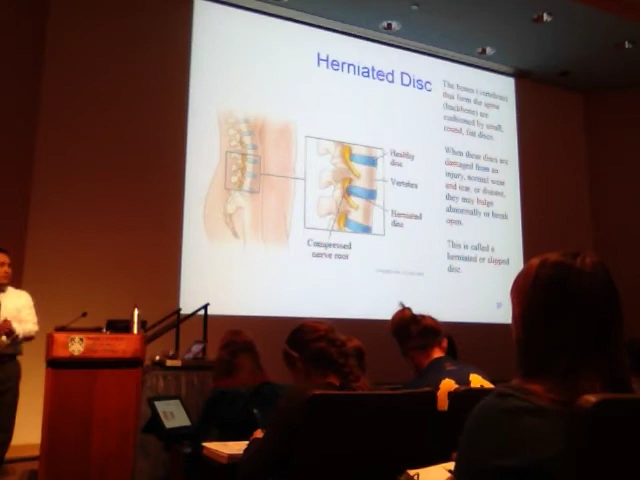 Herniated Disc
The bones (vertebrae)
that form the spine
(backbone) are
cushioned by small,
round, flat discs.
When these discs are
damaged from an
injury, normal wear
and tear, or disease,
they may bulge
abnormally or break
open.
This is called a
herniated or slipped
disc.
Healthy
disc
Vertebra
Herniated
disc
Compressed
nerve root